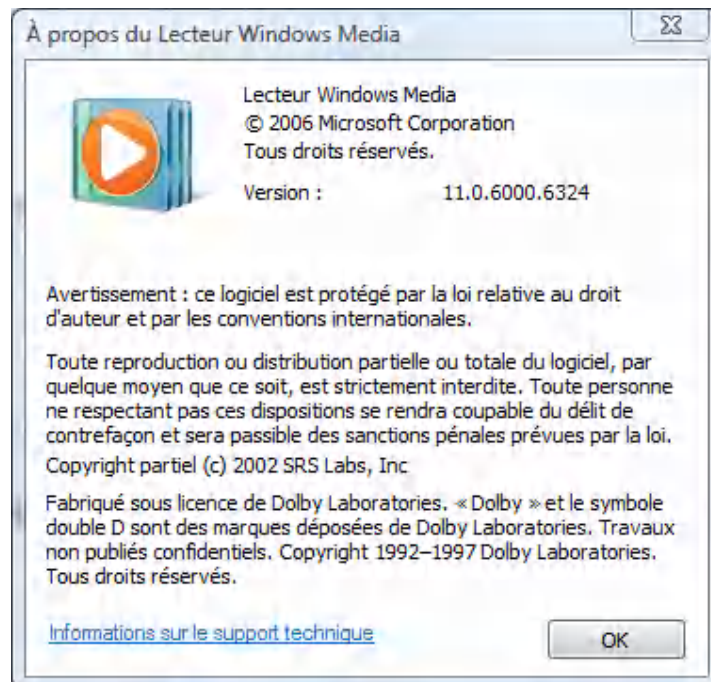 À propos du Lecteur Windows Media
Lecteur Windows Media
© 2006 Microsoft Corporation
Tous droits réservés.
Version : 11.0.6000.6324
Avertissement : ce logiciel est protégé par la loi relative au droit
d'auteur et par les conventions internationales.
Toute reproduction ou distribution partielle ou totale du logiciel, par
quelque moyen que ce soit, est strictement interdite. Toute personne
ne respectant pas ces dispositions se rendra coupable du délit de
contrefaçon et sera passible des sanctions pénales prévues par la loi.
Copyright partiel (c) 2002 SRS Labs, Inc
Fabriqué sous licence de Dolby Laboratories. « Dolby » et le symbole
double D sont des marques déposées de Dolby Laboratories. Travaux
non publiés confidentiels. Copyright 1992–1997 Dolby Laboratories.
Tous droits réservés.
Informations sur le support technique
OK